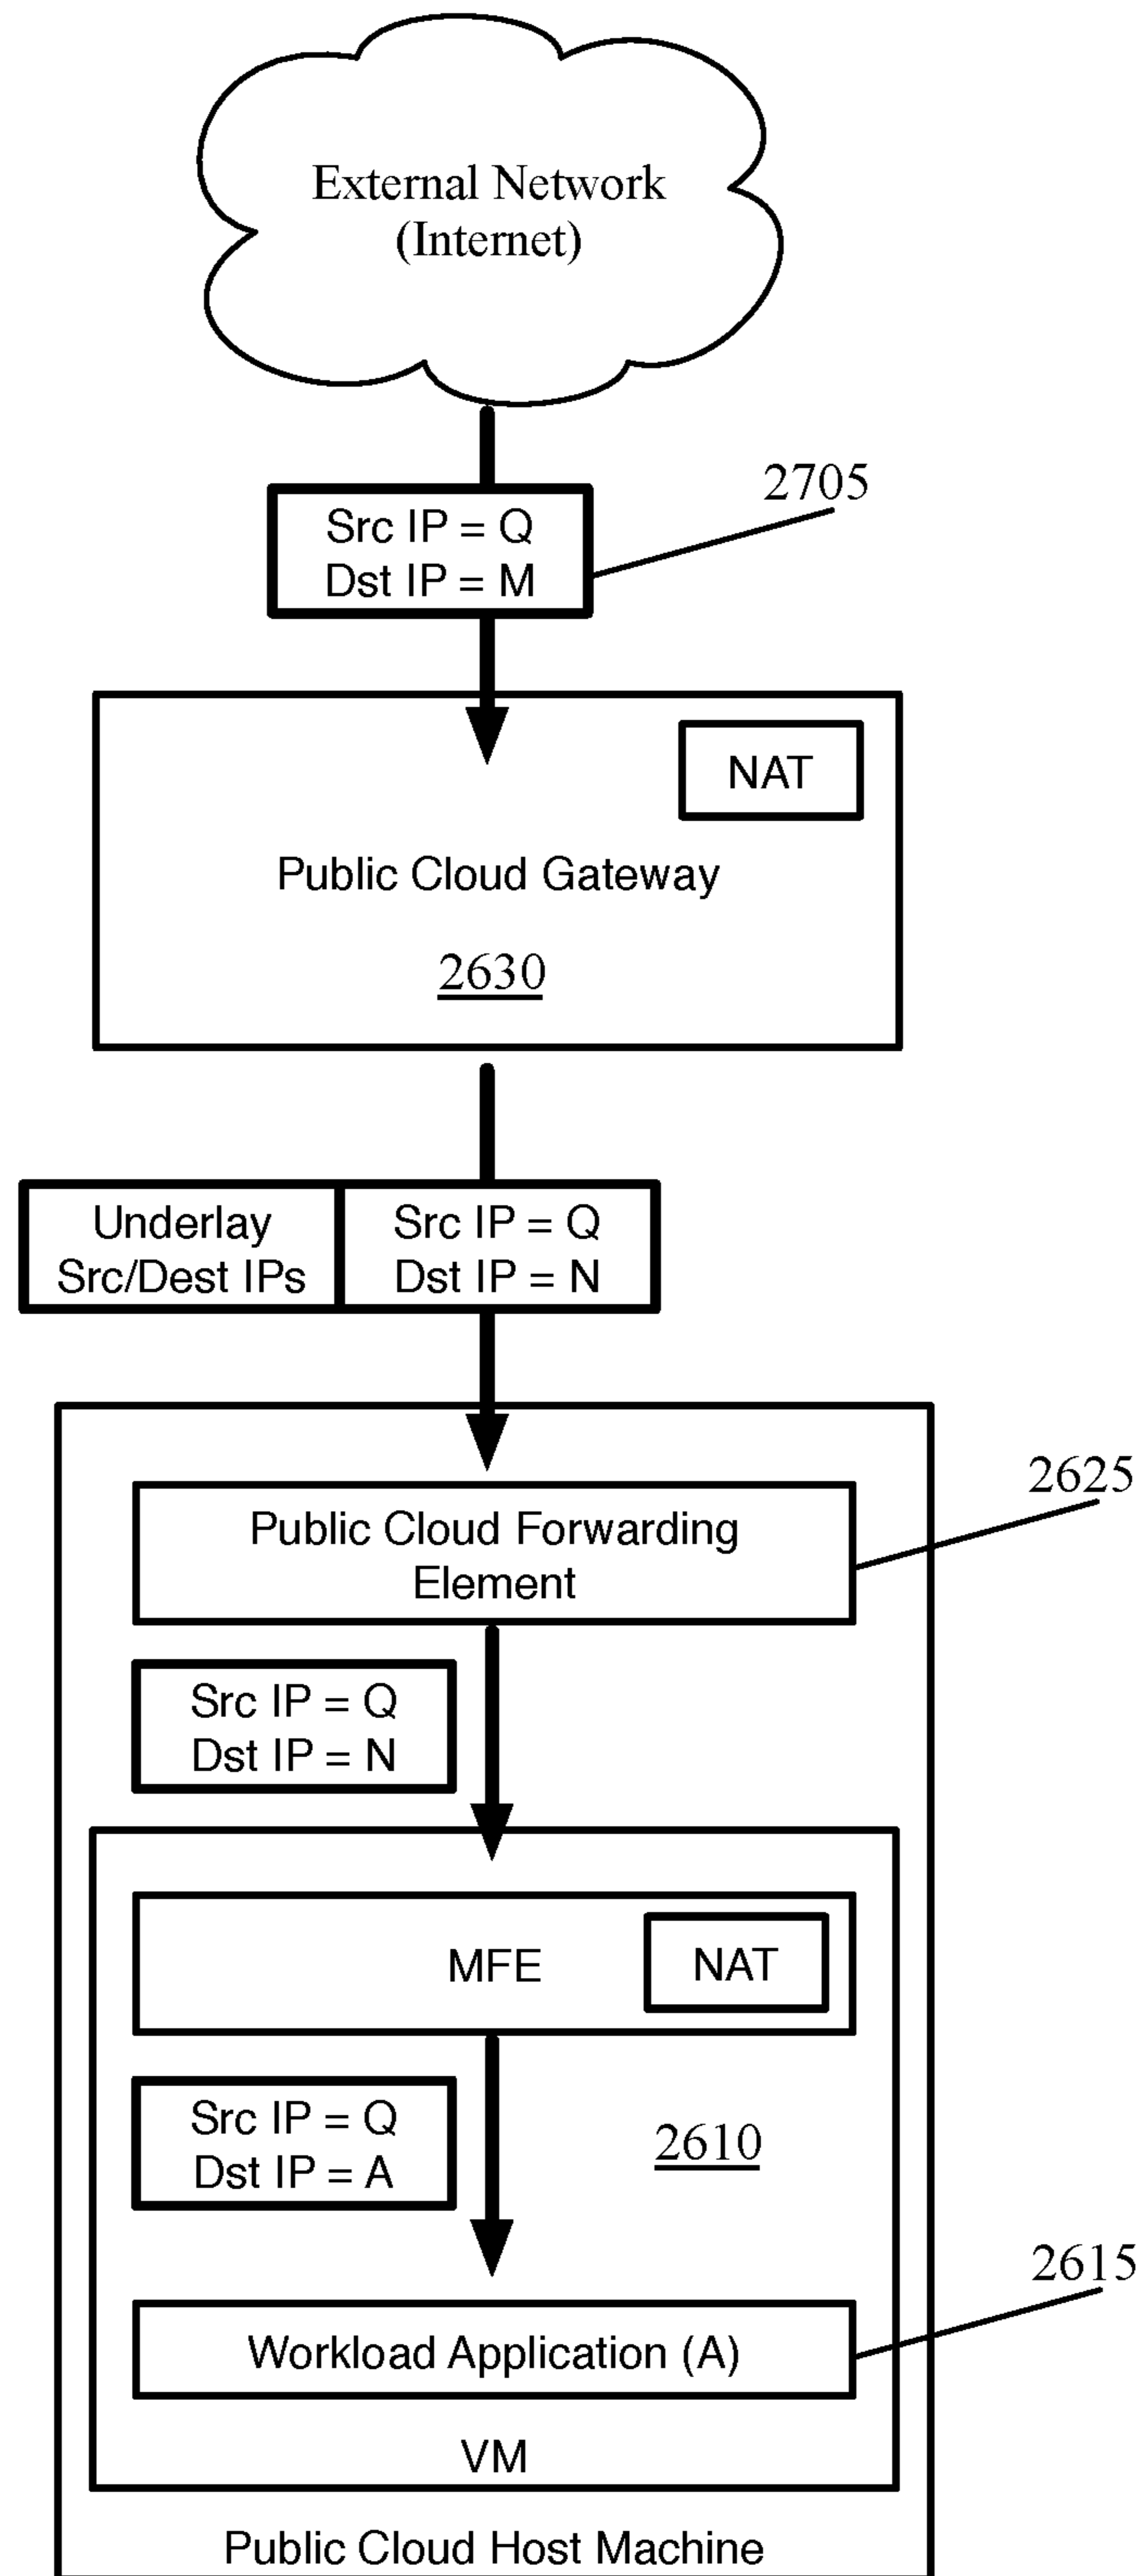 External Network
(Internet)
2705
Src IP = Q
Dst IP = M
NAT
Public Cloud Gateway
2630
Underlay
Src/Dest IPs
Src IP = Q
Dst IP = N
2625
Public Cloud Forwarding
Element
Src IP = Q
Dst IP = N
MFE
NAT
Src IP = Q
Dst IP = A
2610
2615
Workload Application (A)
VM
Public Cloud Host Machine